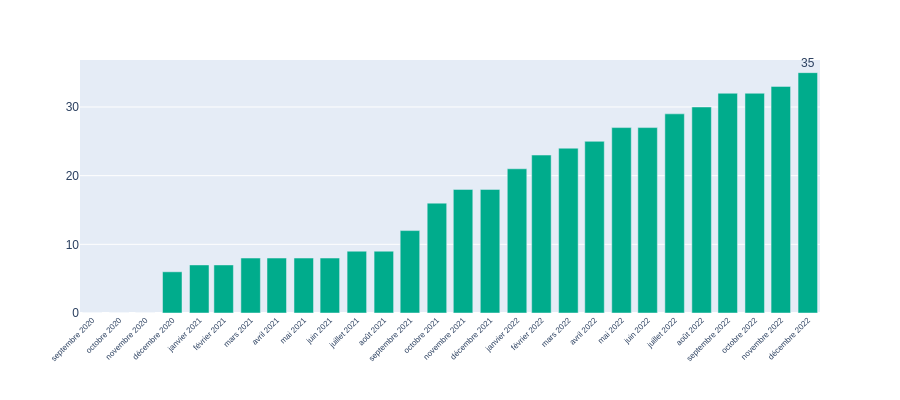 35
30
20
10
0
septembre 2020
octobre 2020
novembre 2020
décembre 2020
janvier 2021
février 2021
mars 2021
avril 2021
mai 2021
juin 2021
juillet 2021
août 2021
septembre 2021
octobre 2021
novembre 2021
décembre 2021
janvier 2022
février 2022
mars 2022
avril 2022
mai 2022
juin 2022
juillet 2022
août 2022
septembre 2022
octobre 2022
novembre 2022
décembre 2022